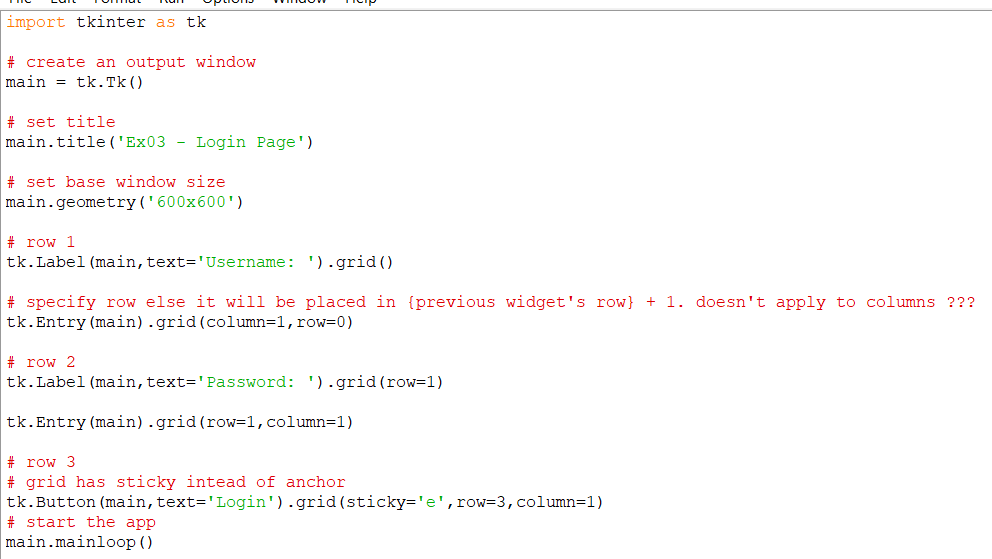 File Edit Format Run Options Window Help
import tkinter as tk
# create an output window
main = tk.Tk()
# set title
main.title('Ex03 - Login Page')
# set base window size
main.geometry('600x600')
# row 1
tk.Label(main,text='Username: ').grid()
# specify row else it will be placed in {previous widget's row} + 1. doesn't apply to columns ???
tk.Entry(main).grid(column=1,row=0)
# row 2
tk.Label(main,text='Password: ').grid(row=1)
tk.Entry(main).grid(row=1,column=1)
# row 3
# grid has sticky intead of anchor
tk.Button(main,text='Login').grid(sticky='e',row=3,column=1)
# start the app
main.mainloop()